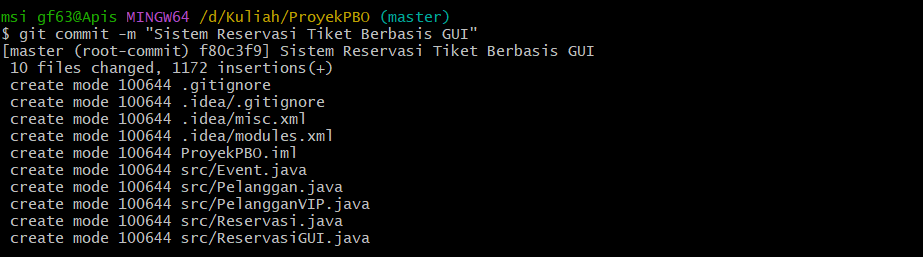 msi gf63@Apis MINGW64 /d/Kuliah/ProyekPBO (master)
$ git commit -m "Sistem Reservasi Tiket Berbasis GUI"
[master (root-commit) f80c3f9] Sistem Reservasi Tiket Berbasis GUI
 10 files changed, 1172 insertions(+)
 create mode 100644 .gitignore
 create mode 100644 .idea/.gitignore
 create mode 100644 .idea/misc.xml
 create mode 100644 .idea/modules.xml
 create mode 100644 ProyekPBO.iml
 create mode 100644 src/Event.java
 create mode 100644 src/Pelanggan.java
 create mode 100644 src/PelangganVIP.java
 create mode 100644 src/Reservasi.java
 create mode 100644 src/ReservasiGUI.java